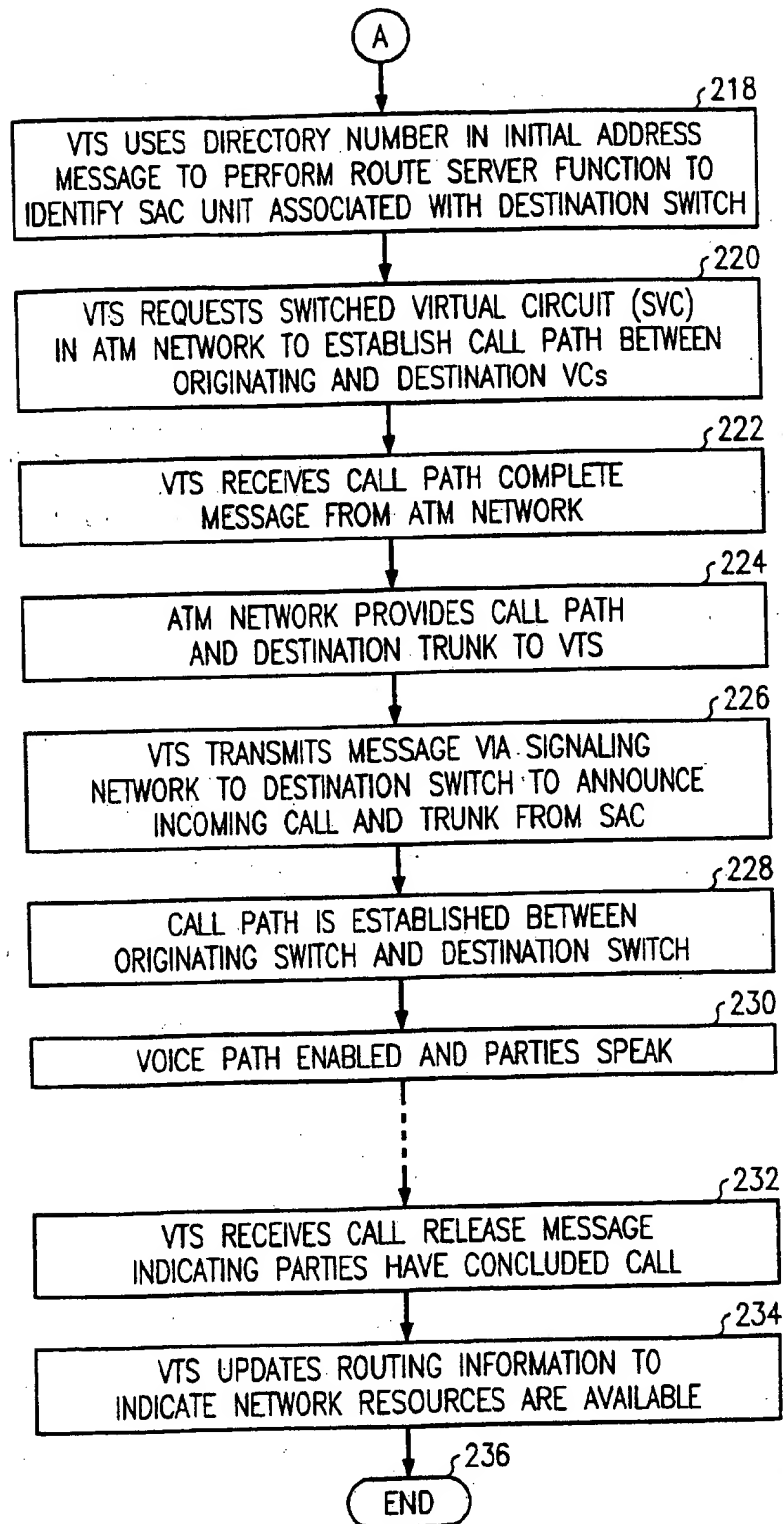 A
218
VTS USES DIRECTORY NUMBER IN INITIAL ADDRESS
MESSAGE TO PERFORM ROUTE SERVER FUNCTION TO
IDENTIFY SAC UNIT ASSOCIATED WITH DESTINATION SWITCH
220
VTS REQUESTS SWITCHED VIRTUAL CIRCUIT (SVC)
IN ATM NETWORK TO ESTABLISH CALL PATH BETWEEN
ORIGINATING AND DESTINATION VCs
222
VTS RECEIVES CALL PATH COMPLETE
MESSAGE FROM ATM NETWORK
224
ATM NETWORK PROVIDES CALL PATH
AND DESTINATION TRUNK TO VTS
226
VTS TRANSMITS MESSAGE VIA SIGNALING
NETWORK TO DESTINATION SWITCH TO ANNOUNCE
INCOMING CALL AND TRUNK FROM SAC
228
CALL PATH IS ESTABLISHED BETWEEN
ORIGINATING SWITCH AND DESTINATION SWITCH
230
VOICE PATH ENABLED AND PARTIES SPEAK
232
VTS RECEIVES CALL RELEASE MESSAGE
INDICATING PARTIES HAVE CONCLUDED CALL
234
VTS UPDATES ROUTING INFORMATION TO
INDICATE NETWORK RESOURCES ARE AVAILABLE
236
END